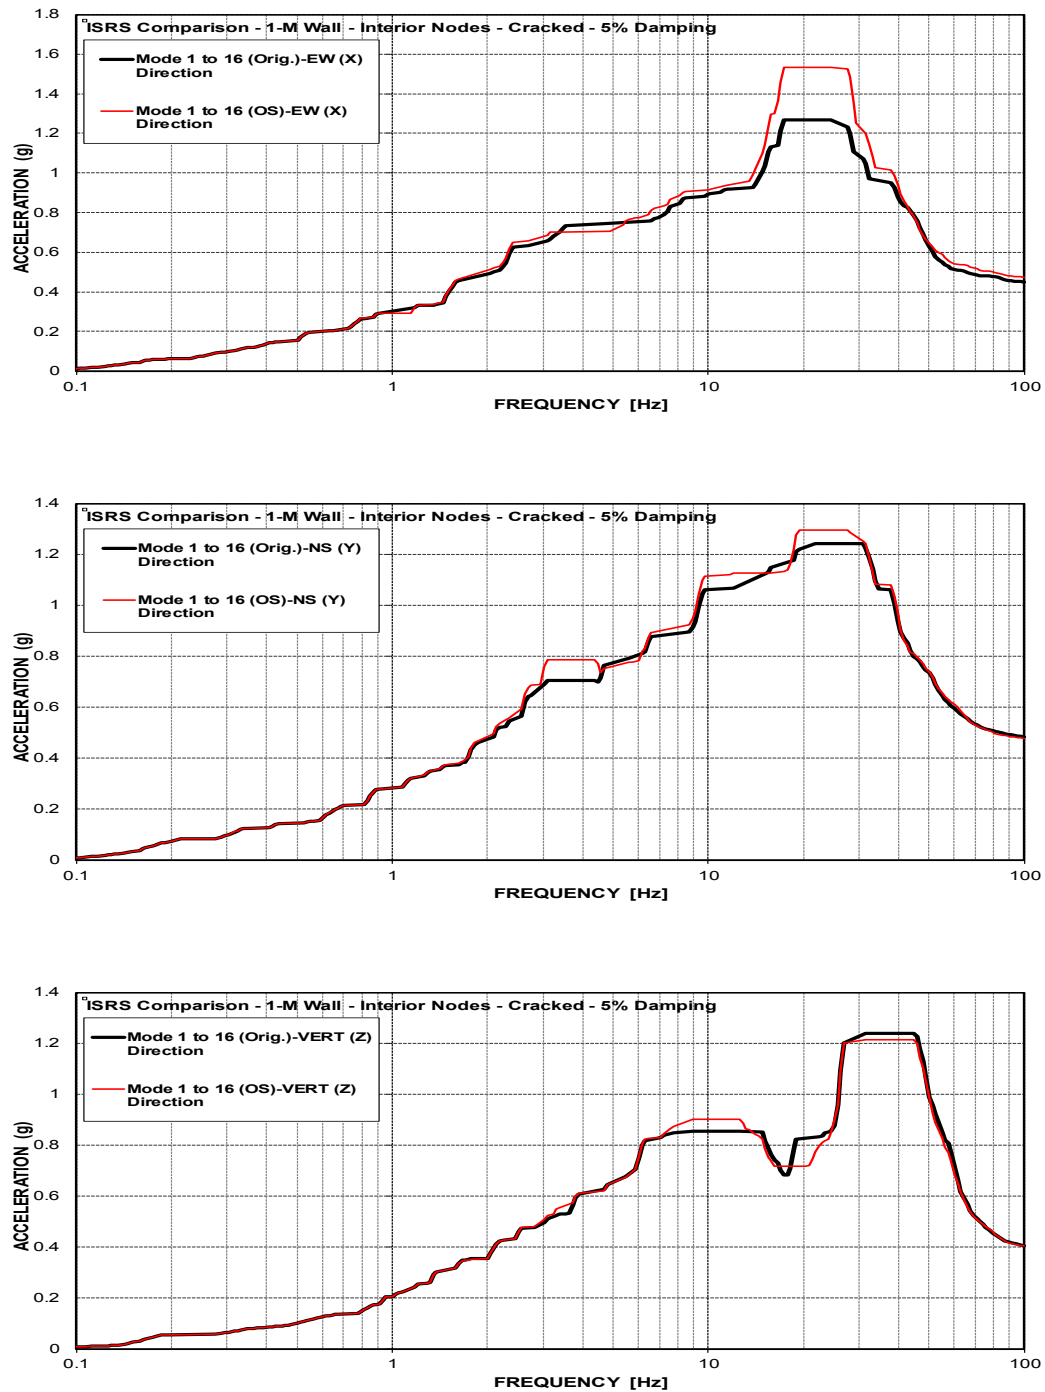 ISRS Comparison - 1-M Wall - Interior Nodes - Cracked - 5% Damping
Mode 1 to 16 (Orig.)-EW (X)
Direction
Mode 1 to 16 (OS)-EW (X)
Direction
ACCELERATION (g)
1.8
1.6
1.4
1.2
1
0.8
0.6
0.4
0.2
0
0.1
1
10
100
FREQUENCY [Hz]
ISRS Comparison - 1-M Wall - Interior Nodes - Cracked - 5% Damping
Mode 1 to 16 (Orig.)-NS (Y)
Direction
Mode 1 to 16 (OS)-NS (Y)
Direction
ACCELERATION (g)
1.4
1.2
1
0.8
0.6
0.4
0.2
0
0.1
1
10
100
FREQUENCY [Hz]
ISRS Comparison - 1-M Wall - Interior Nodes - Cracked - 5% Damping
Mode 1 to 16 (Orig.)-VERT (Z)
Direction
Mode 1 to 16 (OS)-VERT (Z)
Direction
ACCELERATION (g)
1.4
1.2
1
0.8
0.6
0.4
0.2
0
0.1
1
10
100
FREQUENCY [Hz]